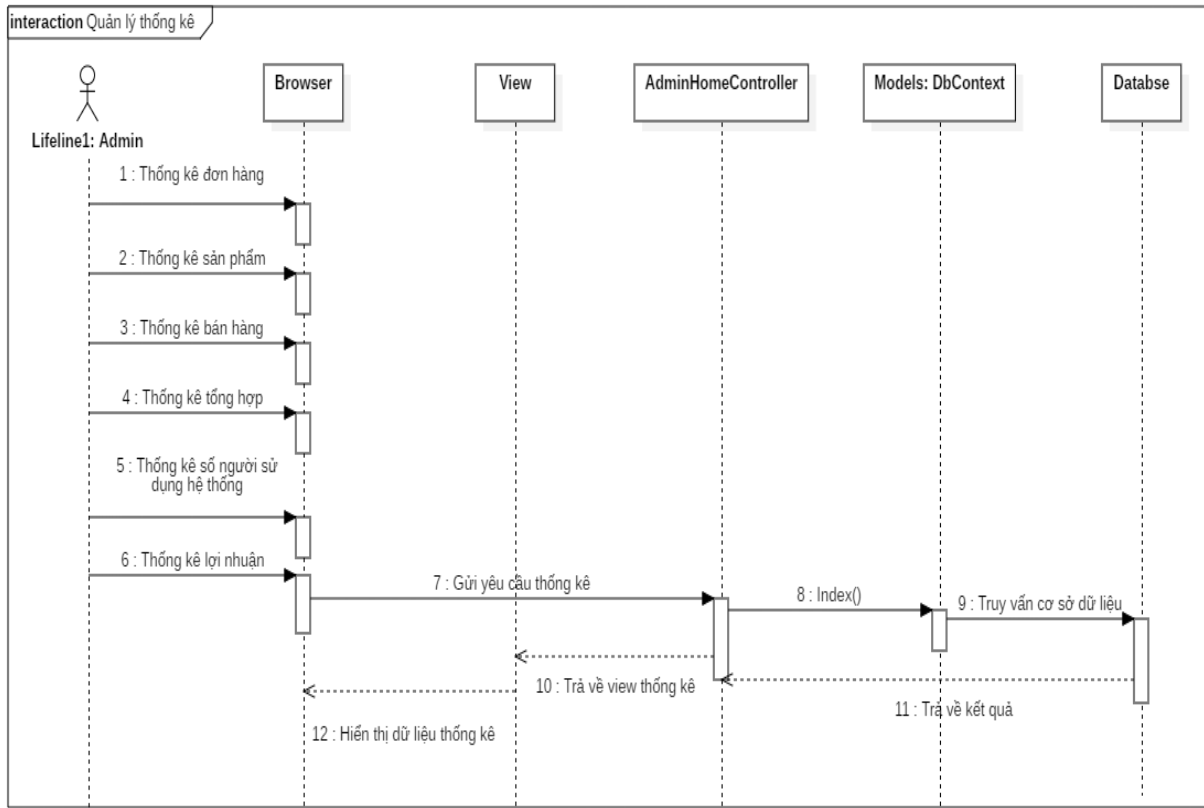 interaction Quản lý thống kê
Browser
View
AdminHomeController
Models: DbContext
Databse
Lifeline1: Admin
1 : Thống kê đơn hàng
2 : Thống kê sản phẩm
3 : Thống kê bán hàng
4 : Thống kê tổng hợp
5 : Thống kê số người sử
dụng hệ thống
6 : Thống kê lợi nhuận
7 : Gửi yêu cầu thống kê
8 : Index()
9 : Truy vấn cơ sở dữ liệu
10 : Trả về view thống kê
11 : Trả về kết quả
12 : Hiển thị dữ liệu thống kê